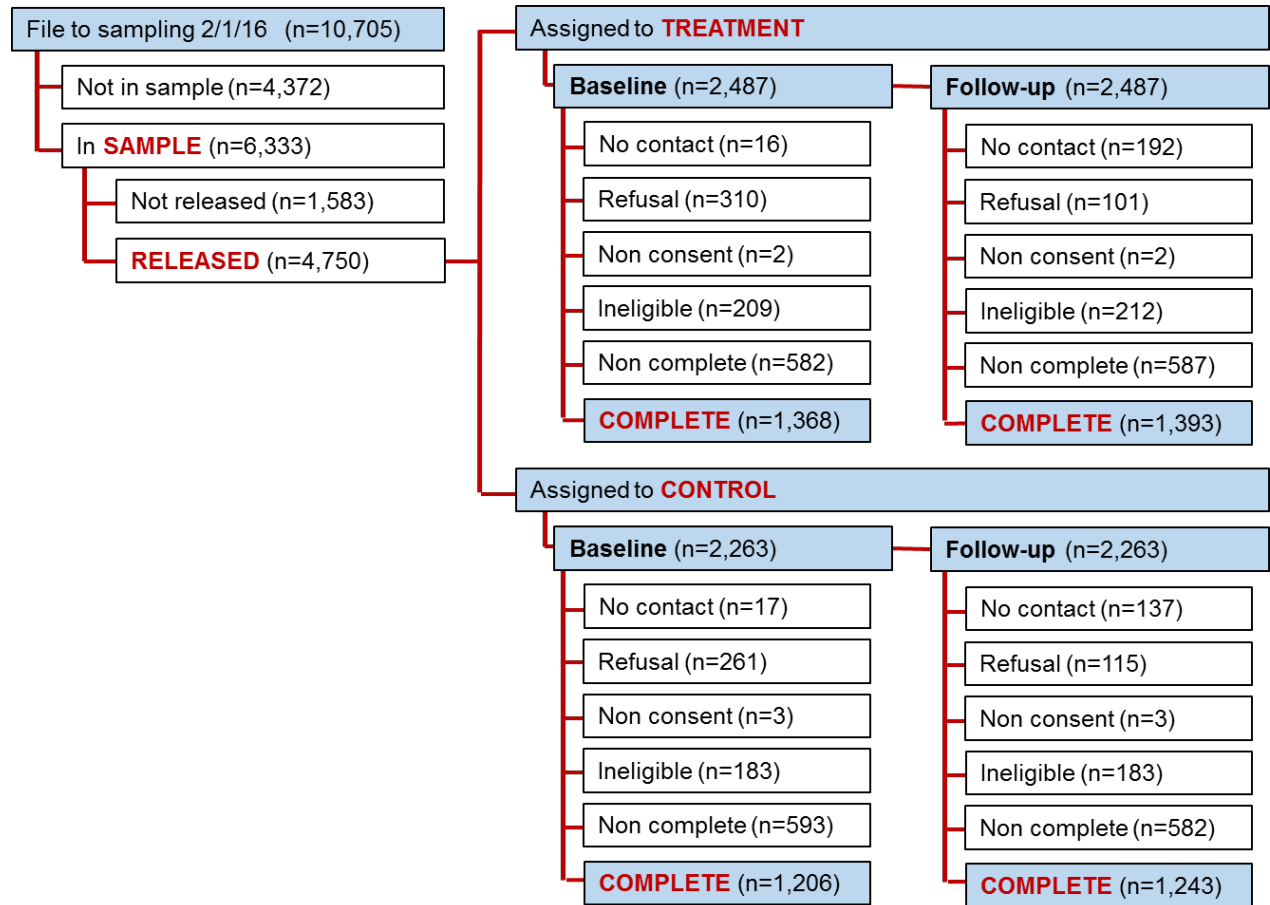 File to sampling 2/1/16 (n=10,705)
Not in sample (n=4,372)
In SAMPLE (n=6,333)
Not released (n=1,583)
RELEASED (n=4,750)
Assigned to TREATMENT
Baseline (n=2,487)
No contact (n=16)
Refusal (n=310)
Non consent (n=2)
Ineligible (n=209)
Non complete (n=582)
COMPLETE (n=1,368)
Follow-up (n=2,487)
No contact (n=192)
Refusal (n=101)
Non consent (n=2)
Ineligible (n=212)
Non complete (n=587)
COMPLETE (n=1,393)
Assigned to CONTROL
Baseline (n=2,263)
No contact (n=17)
Refusal (n=261)
Non consent (n=3)
Ineligible (n=183)
Non complete (n=593)
COMPLETE (n=1,206)
Follow-up (n=2,263)
No contact (n=137)
Refusal (n=115)
Non consent (n=3)
Ineligible (n=183)
Non complete (n=582)
COMPLETE (n=1,243)